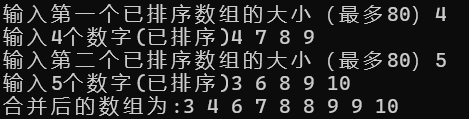 输入第一个已排序数组的大小 (最多80) 4
输入4个数字(已排序)4 7 8 9
输入第二个已排序数组的大小 (最多80) 5
输入5个数字(已排序)3 6 8 9 10
合并后的数组为:3 4 6 7 8 8 9 9 10